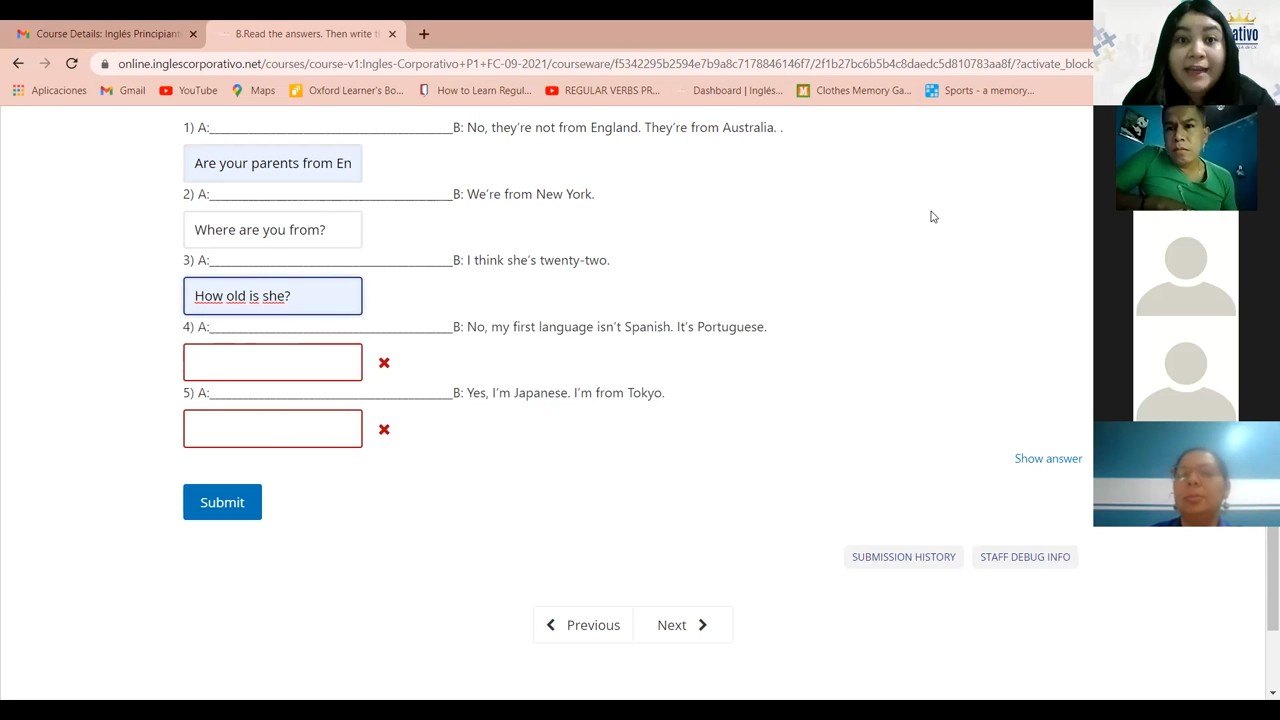 Course Details: Inglés Principiant
B.Read the answers. Then write t
online.inglescorporativo.net/courses/course-v1:Ingles-Corporativo+P1+FC-09-2021/courseware/f5342295b2594e7b9a8c7178846146f7/2f1b27bc6b5b4c8daedc5d810783aa8f/?activate_block
Aplicaciones
Gmail
YouTube
Maps
Oxford Learner's Bo...
How to Learn Regul...
REGULAR VERBS PR...
Dashboard | Inglés...
Clothes Memory Ga...
Sports - a memory...
1) A:________________________________________B: No, they're not from England. They're from Australia. .
Are your parents from En
2) A:________________________________________B: We're from New York.
Where are you from?
3) A:________________________________________B: I think she's twenty-two.
How old is she?
4) A:________________________________________B: No, my first language isn't Spanish. It's Portuguese.
5) A:________________________________________B: Yes, I'm Japanese. I'm from Tokyo.
Show answer
Submit
SUBMISSION HISTORY
STAFF DEBUG INFO
Previous
Next